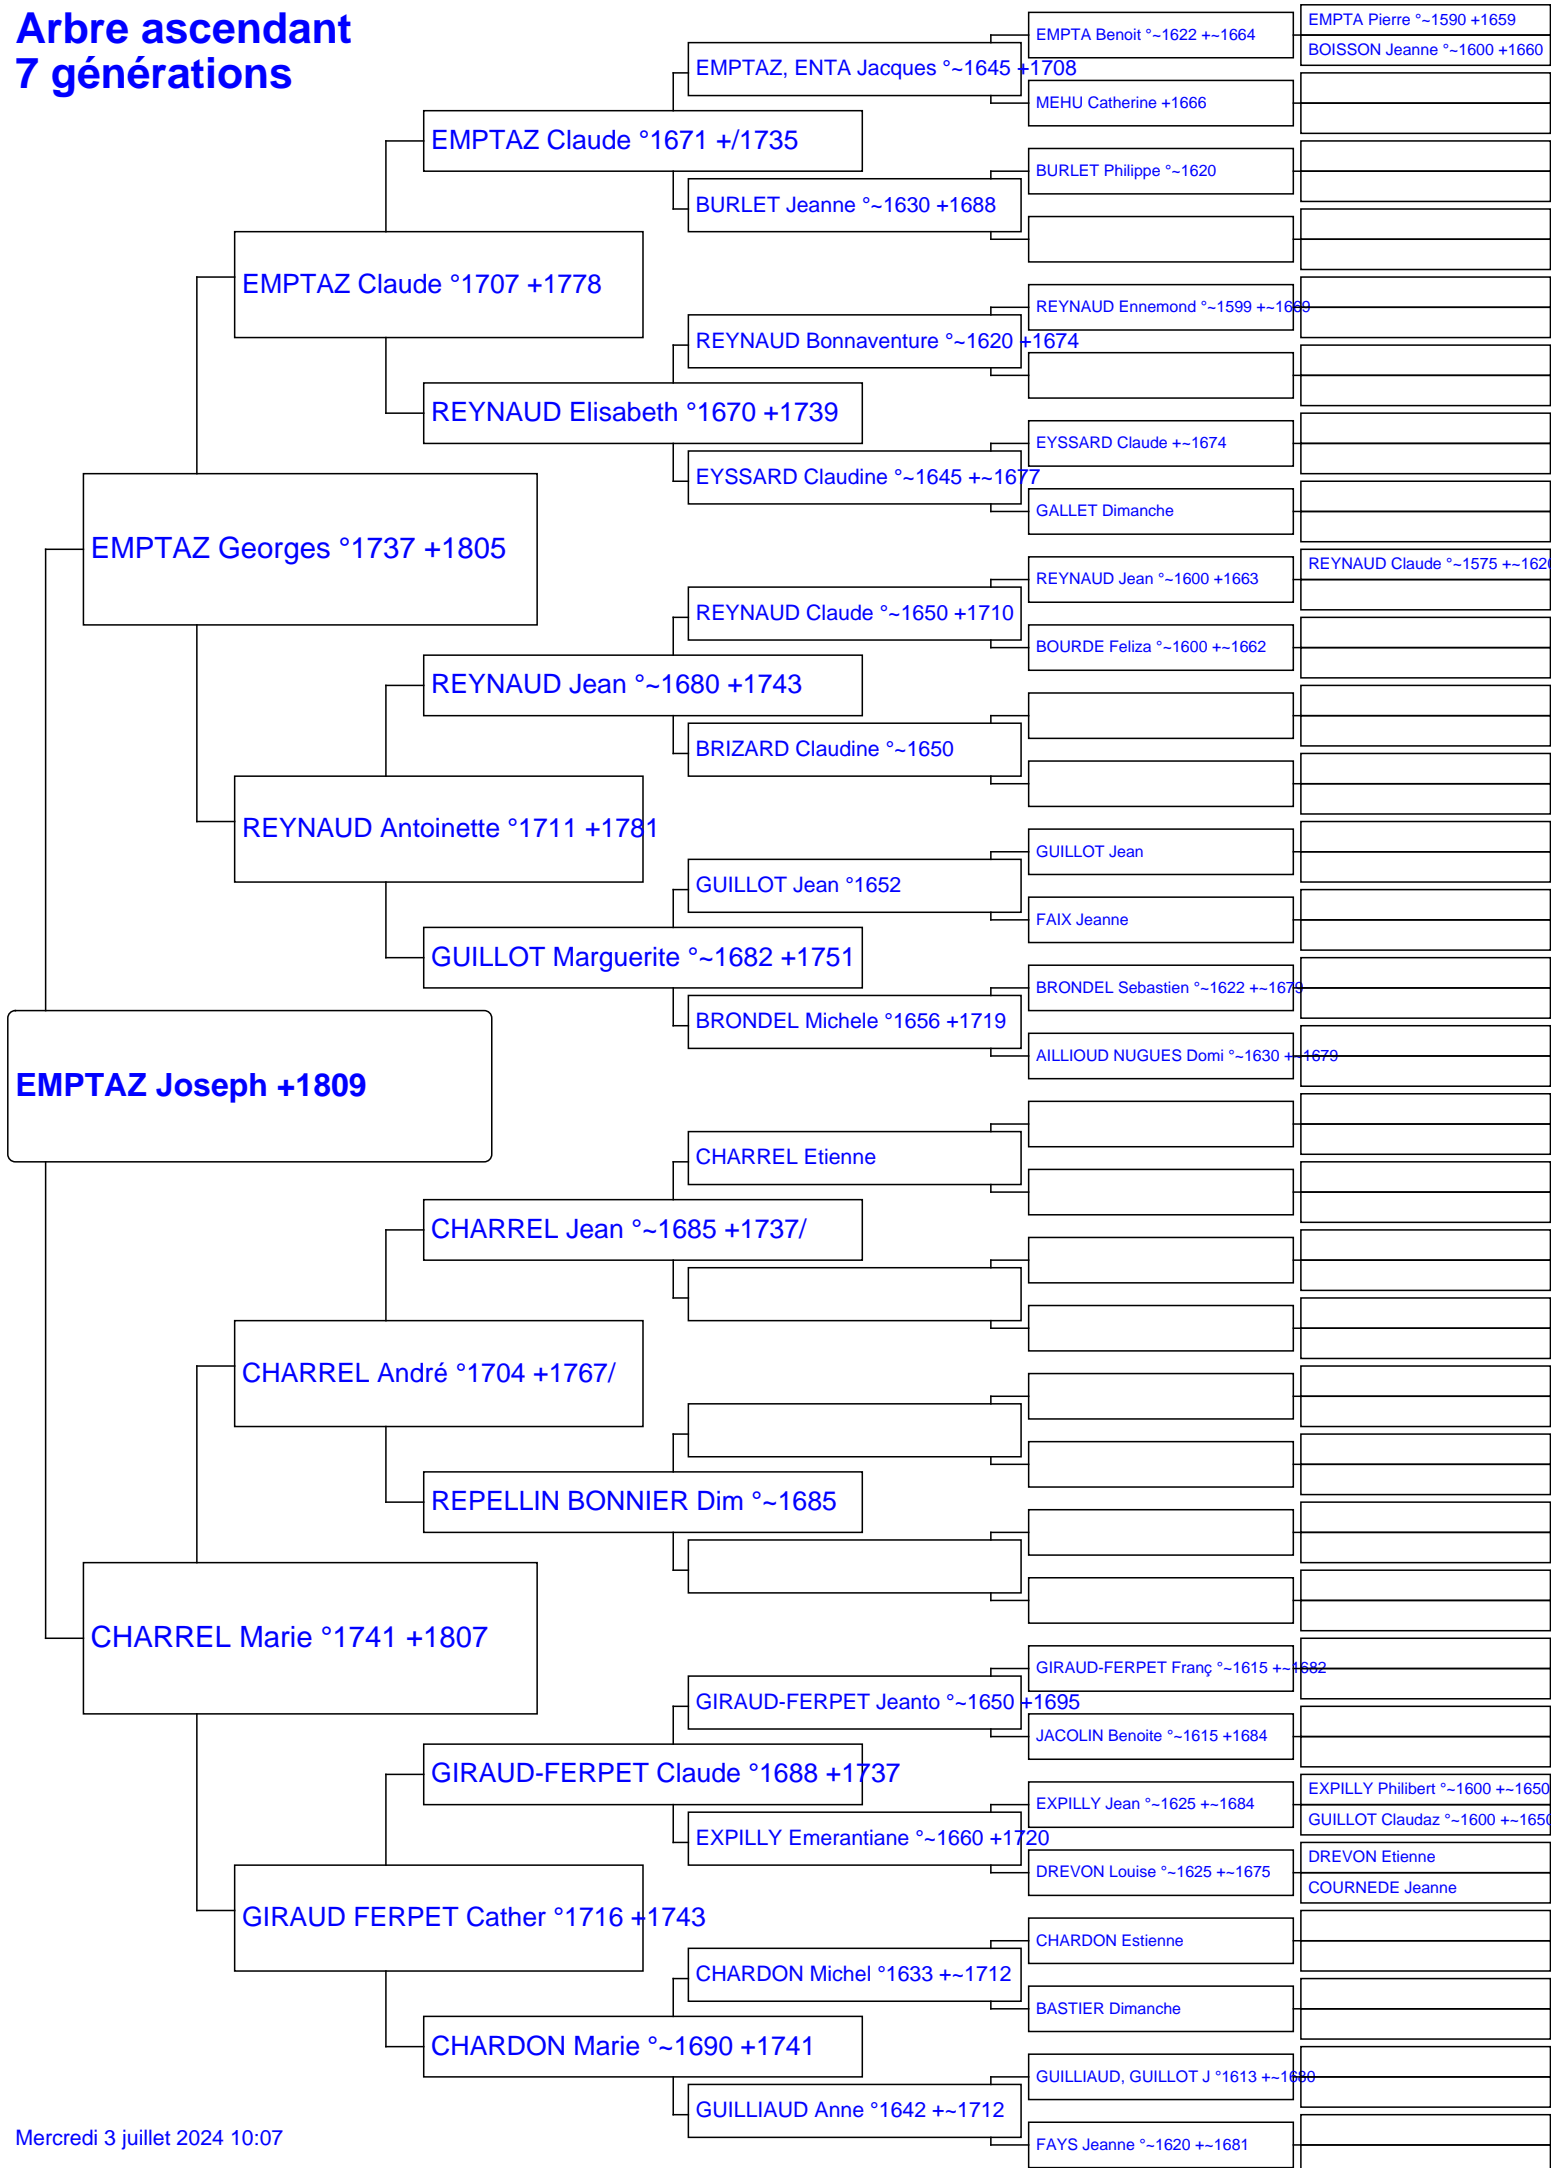 Arbre ascendant
7 générations
EMPTAZ Joseph +1809
EMPTAZ Georges °1737 +1805
CHARREL Marie °1741 +1807
EMPTAZ Claude °1707 +1778
REYNAUD Antoinette °1711 +1781
CHARREL André °1704 +1767/
GIRAUD FERPET Cather °1716 +1743
EMPTAZ Claude °1671 +/1735
REYNAUD Elisabeth °1670 +1739
REYNAUD Jean °~1680 +1743
GUILLOT Marguerite °~1682 +1751
CHARREL Jean °~1685 +1737/
REPELLIN BONNIER Dim °~1685
GIRAUD-FERPET Claude °1688 +1737
CHARDON Marie °~1690 +1741
EMPTAZ, ENTA Jacques °~1645 +1708
BURLET Jeanne °~1630 +1688
REYNAUD Bonnaventure °~1620 +1674
EYSSARD Claudine °~1645 +~1677
REYNAUD Claude °~1650 +1710
BRIZARD Claudine °~1650
GUILLOT Jean °1652
BRONDEL Michele °1656 +1719
CHARREL Etienne
GIRAUD-FERPET Jeanto °~1650 +1695
EXPILLY Emerantiane °~1660 +1720
CHARDON Michel °1633 +~1712
GUILLIAUD Anne °1642 +~1712
EMPTA Benoit °~1622 +~1664
MEHU Catherine +1666
BURLET Philippe °~1620
REYNAUD Ennemond °~1599 +~1669
EYSSARD Claude +~1674
GALLET Dimanche
REYNAUD Jean °~1600 +1663
BOURDE Feliza °~1600 +~1662
GUILLOT Jean
FAIX Jeanne
BRONDEL Sebastien °~1622 +~1679
AILLIOUD NUGUES Domi °~1630 +~1679
GIRAUD-FERPET Franç °~1615 +~1682
JACOLIN Benoite °~1615 +1684
EXPILLY Jean °~1625 +~1684
DREVON Louise °~1625 +~1675
CHARDON Estienne
BASTIER Dimanche
GUILLIAUD, GUILLOT J °1613 +~1680
FAYS Jeanne °~1620 +~1681
EMPTA Pierre °~1590 +1659
BOISSON Jeanne °~1600 +1660
REYNAUD Claude °~1575 +~1620
EXPILLY Philibert °~1600 +~1650
GUILLOT Claudaz °~1600 +~1650
DREVON Etienne
COURNEDE Jeanne
Mercredi 3 juillet 2024 10:07